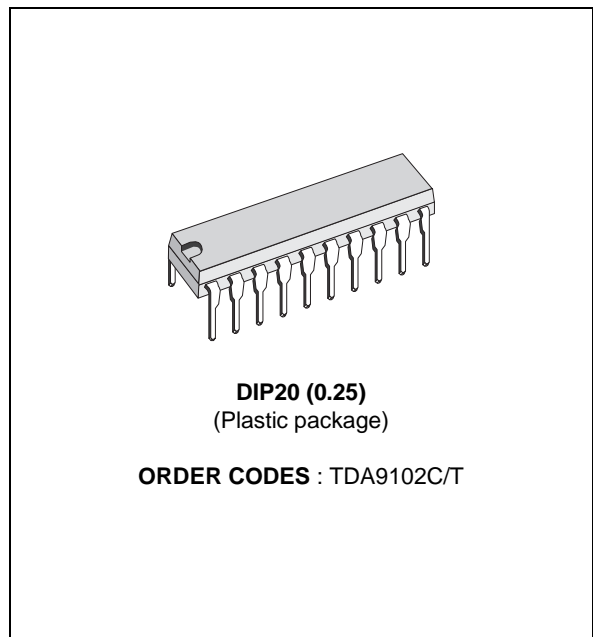 DIP20 (0.25)
(Plastic package)
ORDER CODES : TDA9102C/T